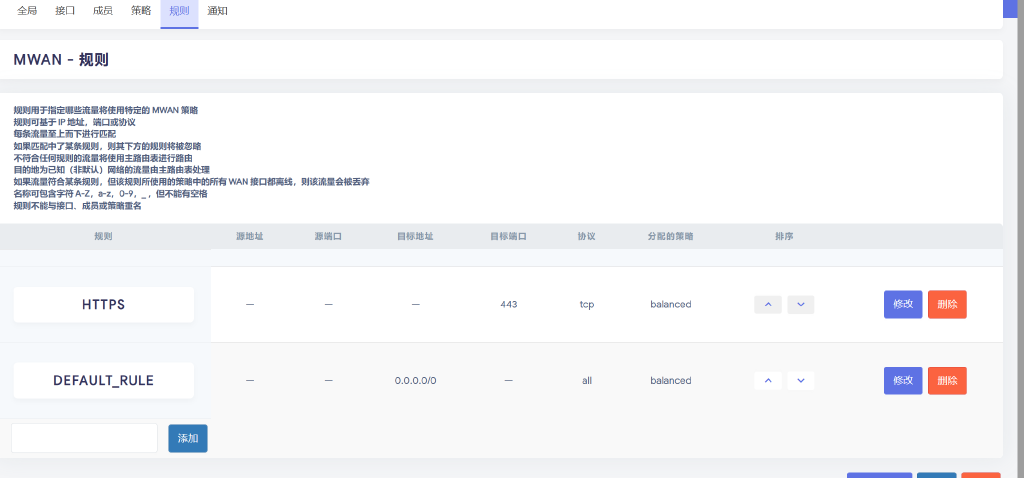 全局 接口 成员 策略 规则 通知
MWAN - 规则
规则用于指定哪些流量将使用特定的 MWAN 策略
规则可基于 IP 地址，端口或协议
每条流量至上而下进行匹配
如果匹配中了某条规则，则其下方的规则将被忽略
不符合任何规则的流量将使用主路由表进行路由
目的地为已知（非默认）网络的流量由主路由表处理
如果流量符合某条规则，但该规则所使用的策略中的所有 WAN 接口都离线，则该流量会被丢弃
名称可包含字符 A-Z，a-z，0-9，_ ，但不能有空格
规则不能与接口、成员或策略重名
规则 源地址 源端口 目标地址 目标端口 协议 分配的策略 排序
HTTPS — — — 443 tcp balanced 修改 删除
DEFAULT_RULE — — 0.0.0.0/0 — all balanced 修改 删除
添加